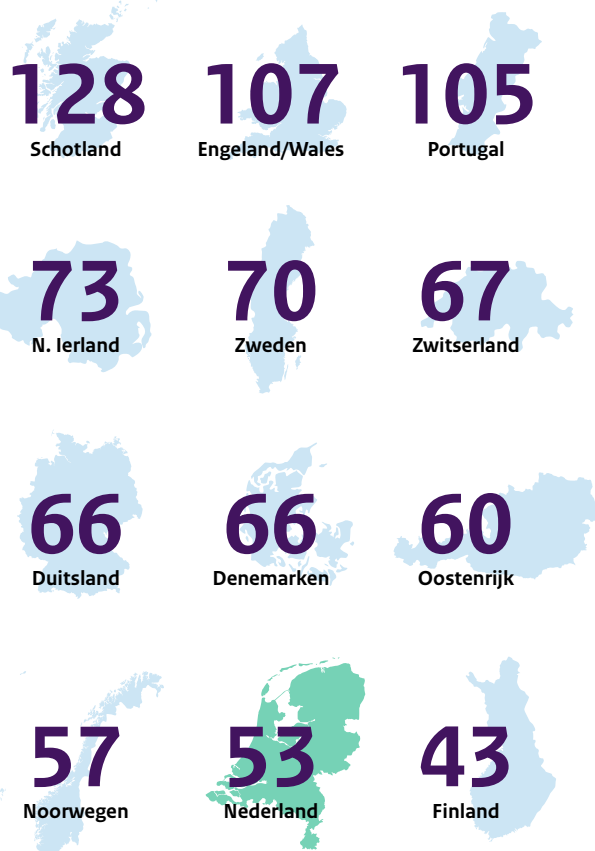 128 107 105
Schotland Engeland/Wales Portugal
73 70 67
N. Ierland Zweden Zwitserland
66 66 60
Duitsland Denemarken Oostenrijk
57 53 43
Noorwegen Nederland Finland